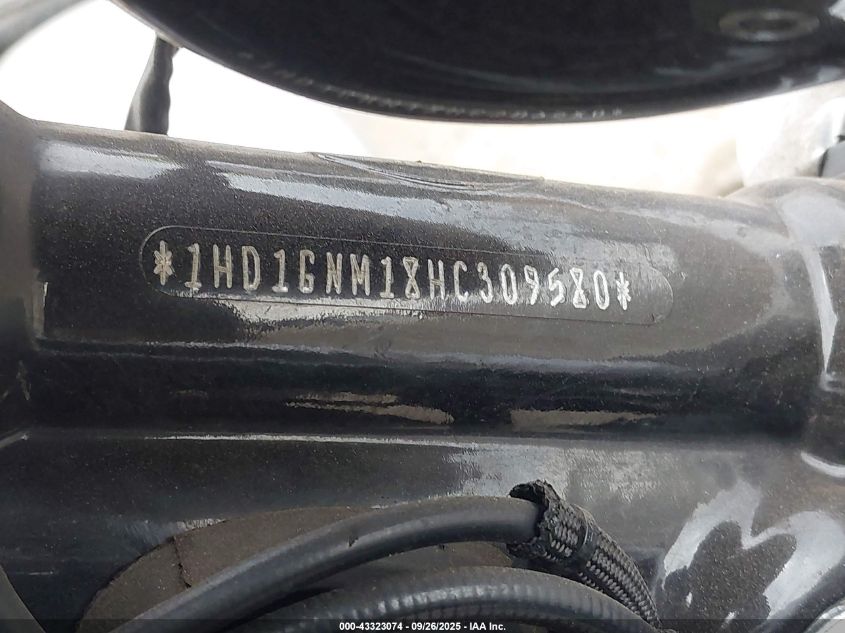 *1HD1GNM18HC309580*
000-43323074 - 09/26/2025 - IAA Inc.